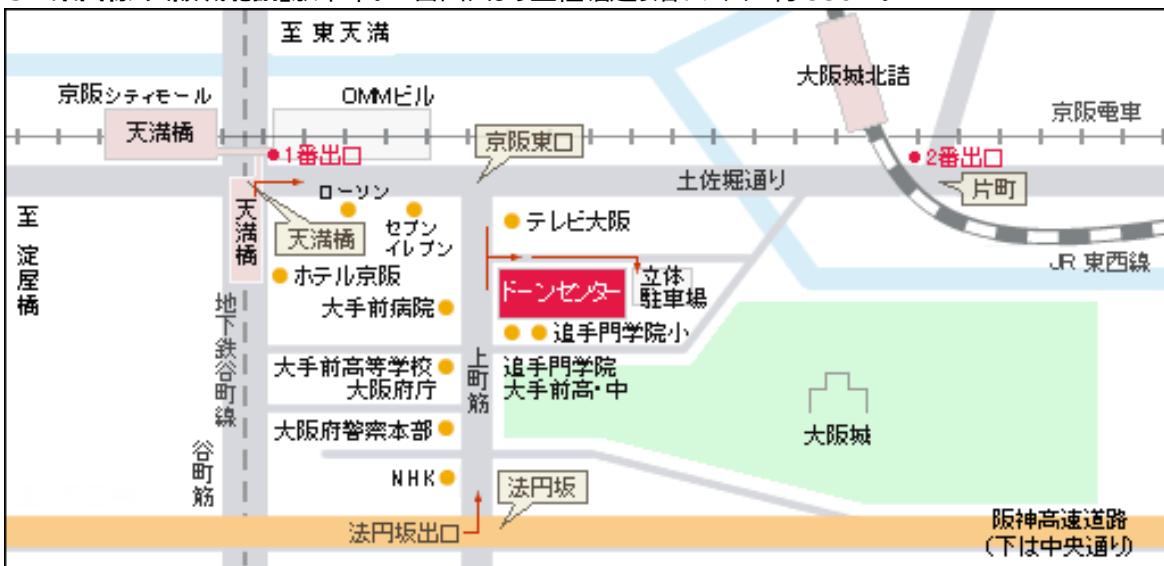 至 東天満
大阪城北詰
京阪シティモール
OMMビル
京阪電車
天満橋
1番出口
京阪東口
2番出口
土佐堀通り
片町
ローソン
至 淀屋橋
天満橋
天満橋
セブン
イレブン
テレビ大阪
ホテル京阪
JR 東西線
ドーンセンター
立体
駐車場
大手前病院
追手門学院小
地下鉄谷町線
大手前高等学校
大阪府庁
上町筋
追手門学院
大手前高・中
大阪府警察本部
大阪城
谷町筋
NHK
法円坂
法円坂出口
阪神高速道路
(下は中央通り)